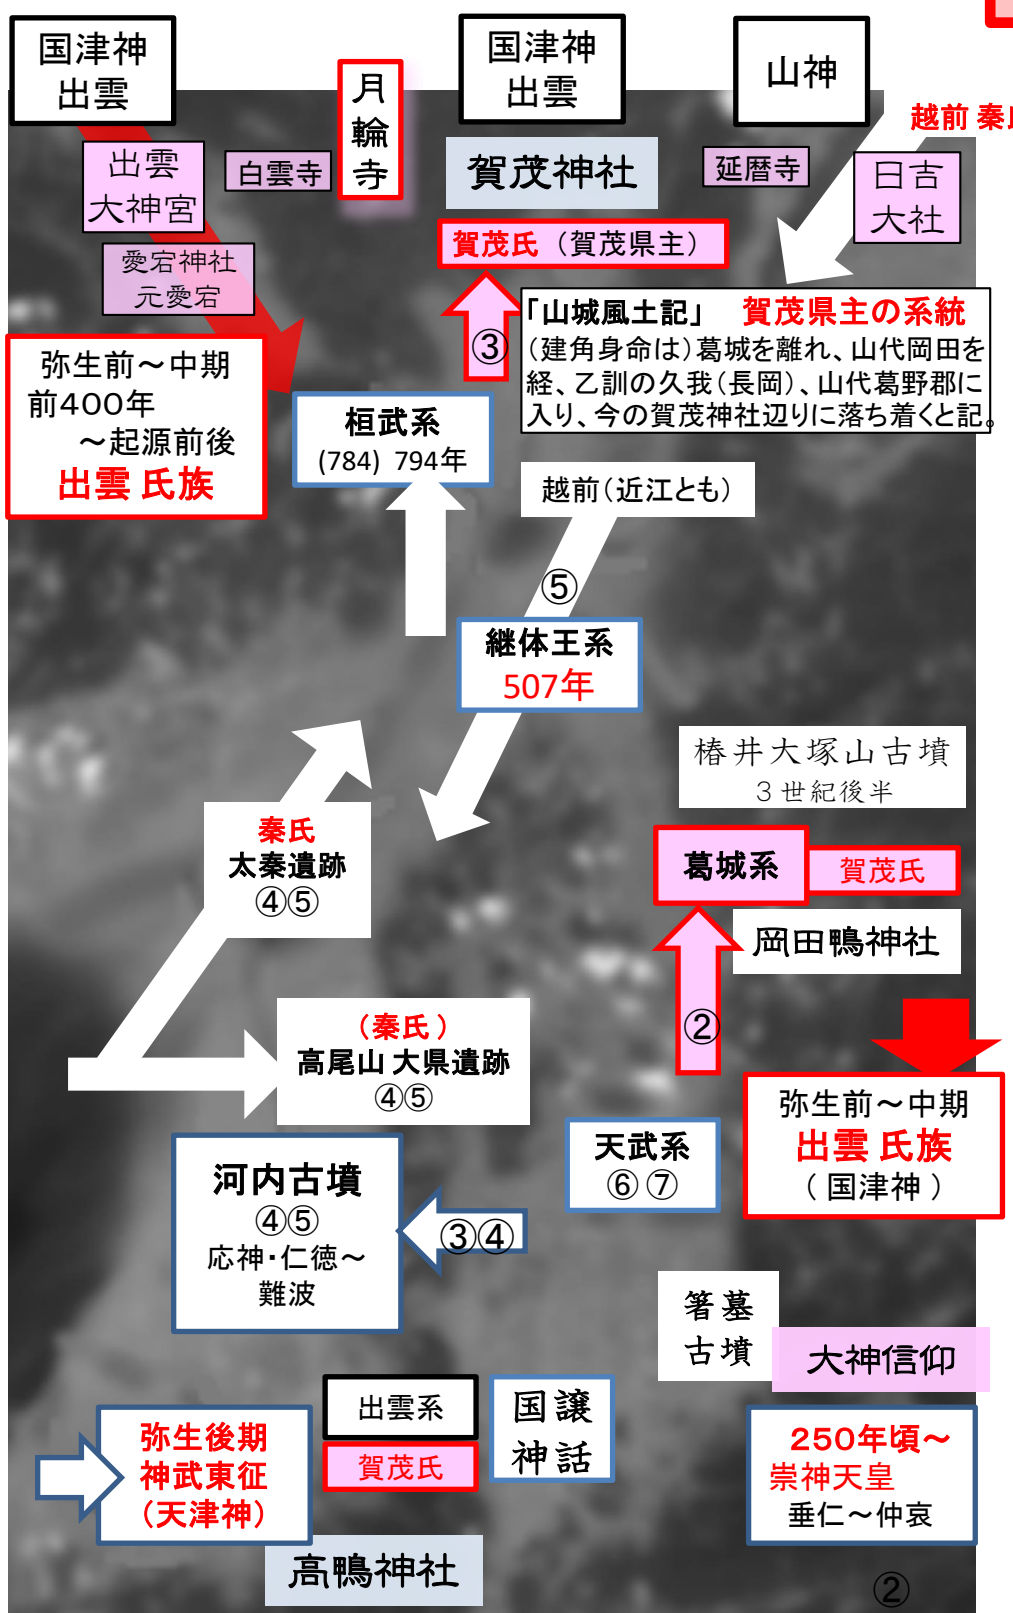 国津神
出雲
月
輪
寺
国津神
出雲
山神
越前 秦
出雲
大神宮
白雲寺
賀茂神社
延暦寺
日吉
大社
賀茂氏（賀茂県主）
愛宕神社
元愛宕
③
「山城風土記」 賀茂県主の系統
（建角身命は）葛城を離れ、山代岡田を
経、乙訓の久我（長岡）、山代葛野郡に
入り、今の賀茂神社辺りに落ち着くと記。
弥生前～中期
前400年
～起源前後
出雲 氏族
桓武系
(784) 794年
越前（近江とも）
⑤
継体王系
507年
椿井大塚山古墳
３世紀後半
秦氏
太秦遺跡
④⑤
葛城系
賀茂氏
岡田鴨神社
②
（秦氏）
高尾山 大県遺跡
④⑤
弥生前～中期
出雲 氏族
（国津神）
天武系
⑥⑦
河内古墳
④⑤
応神・仁徳～
難波
③④
箸墓
古墳
大神信仰
出雲系
賀茂氏
国譲
神話
弥生後期
神武東征
（天津神）
250年頃～
崇神天皇
垂仁～仲哀
高鴨神社
②